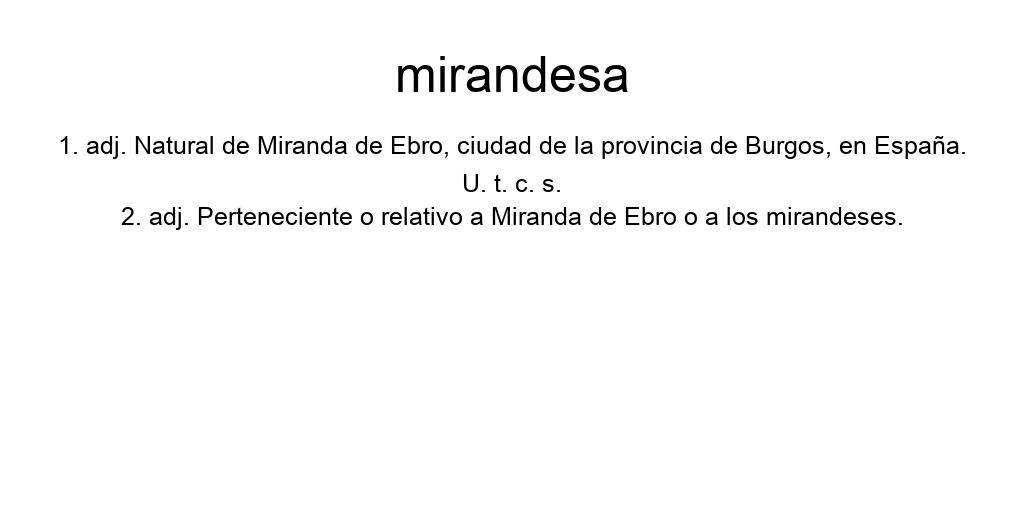 mirandesa
1. adj. Natural de Miranda de Ebro, ciudad de la provincia de Burgos, en España.
U. t. c. s.
2. adj. Perteneciente o relativo a Miranda de Ebro o a los mirandeses.